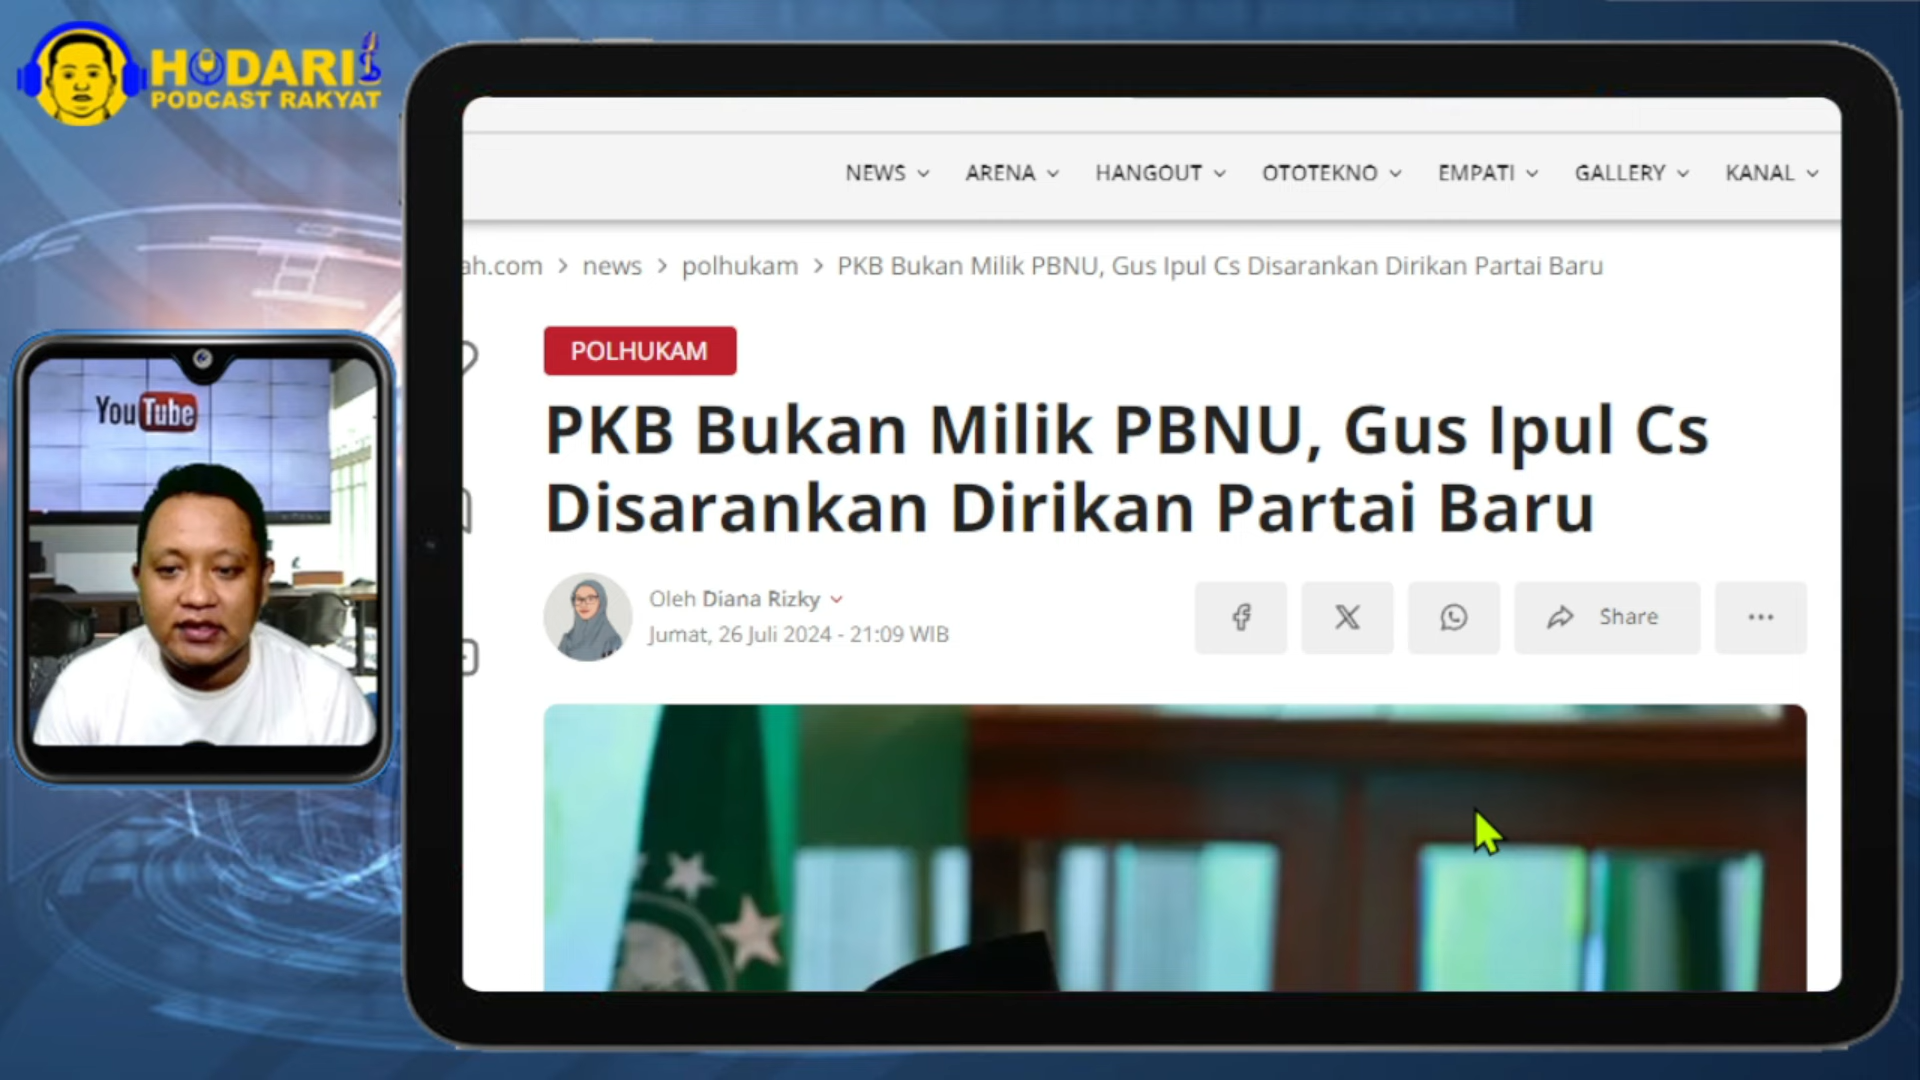 HODARI
PODCAST RAKYAT
YouTube
NEWS ARENA HANGOUT OTOTEKNO EMPATI GALLERY KANAL
ah.com > news > polhukam > PKB Bukan Milik PBNU, Gus Ipul Cs Disarankan Dirikan Partai Baru
POLHUKAM
PKB Bukan Milik PBNU, Gus Ipul Cs
Disarankan Dirikan Partai Baru
Oleh Diana Rizky
Jumat, 26 Juli 2024 - 21:09 WIB
Share